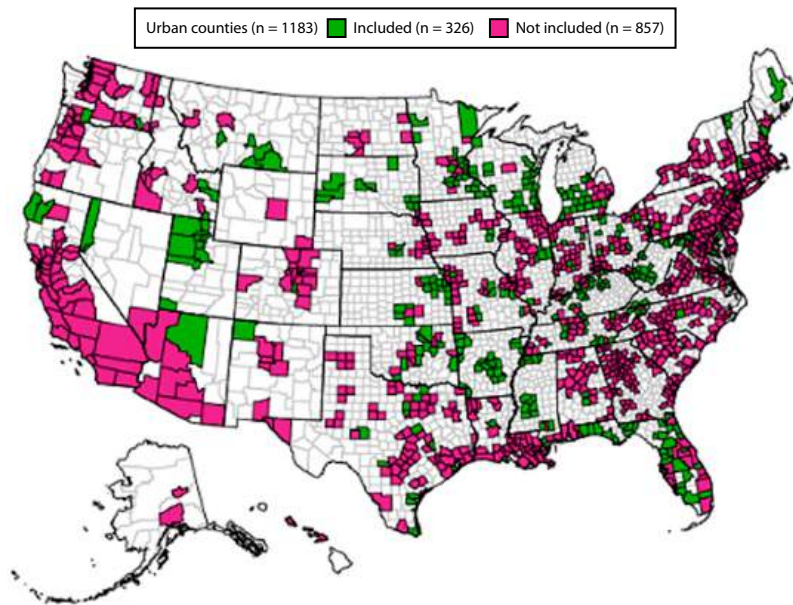 Urban counties (n = 1183) Included (n = 326) Not included (n = 857)